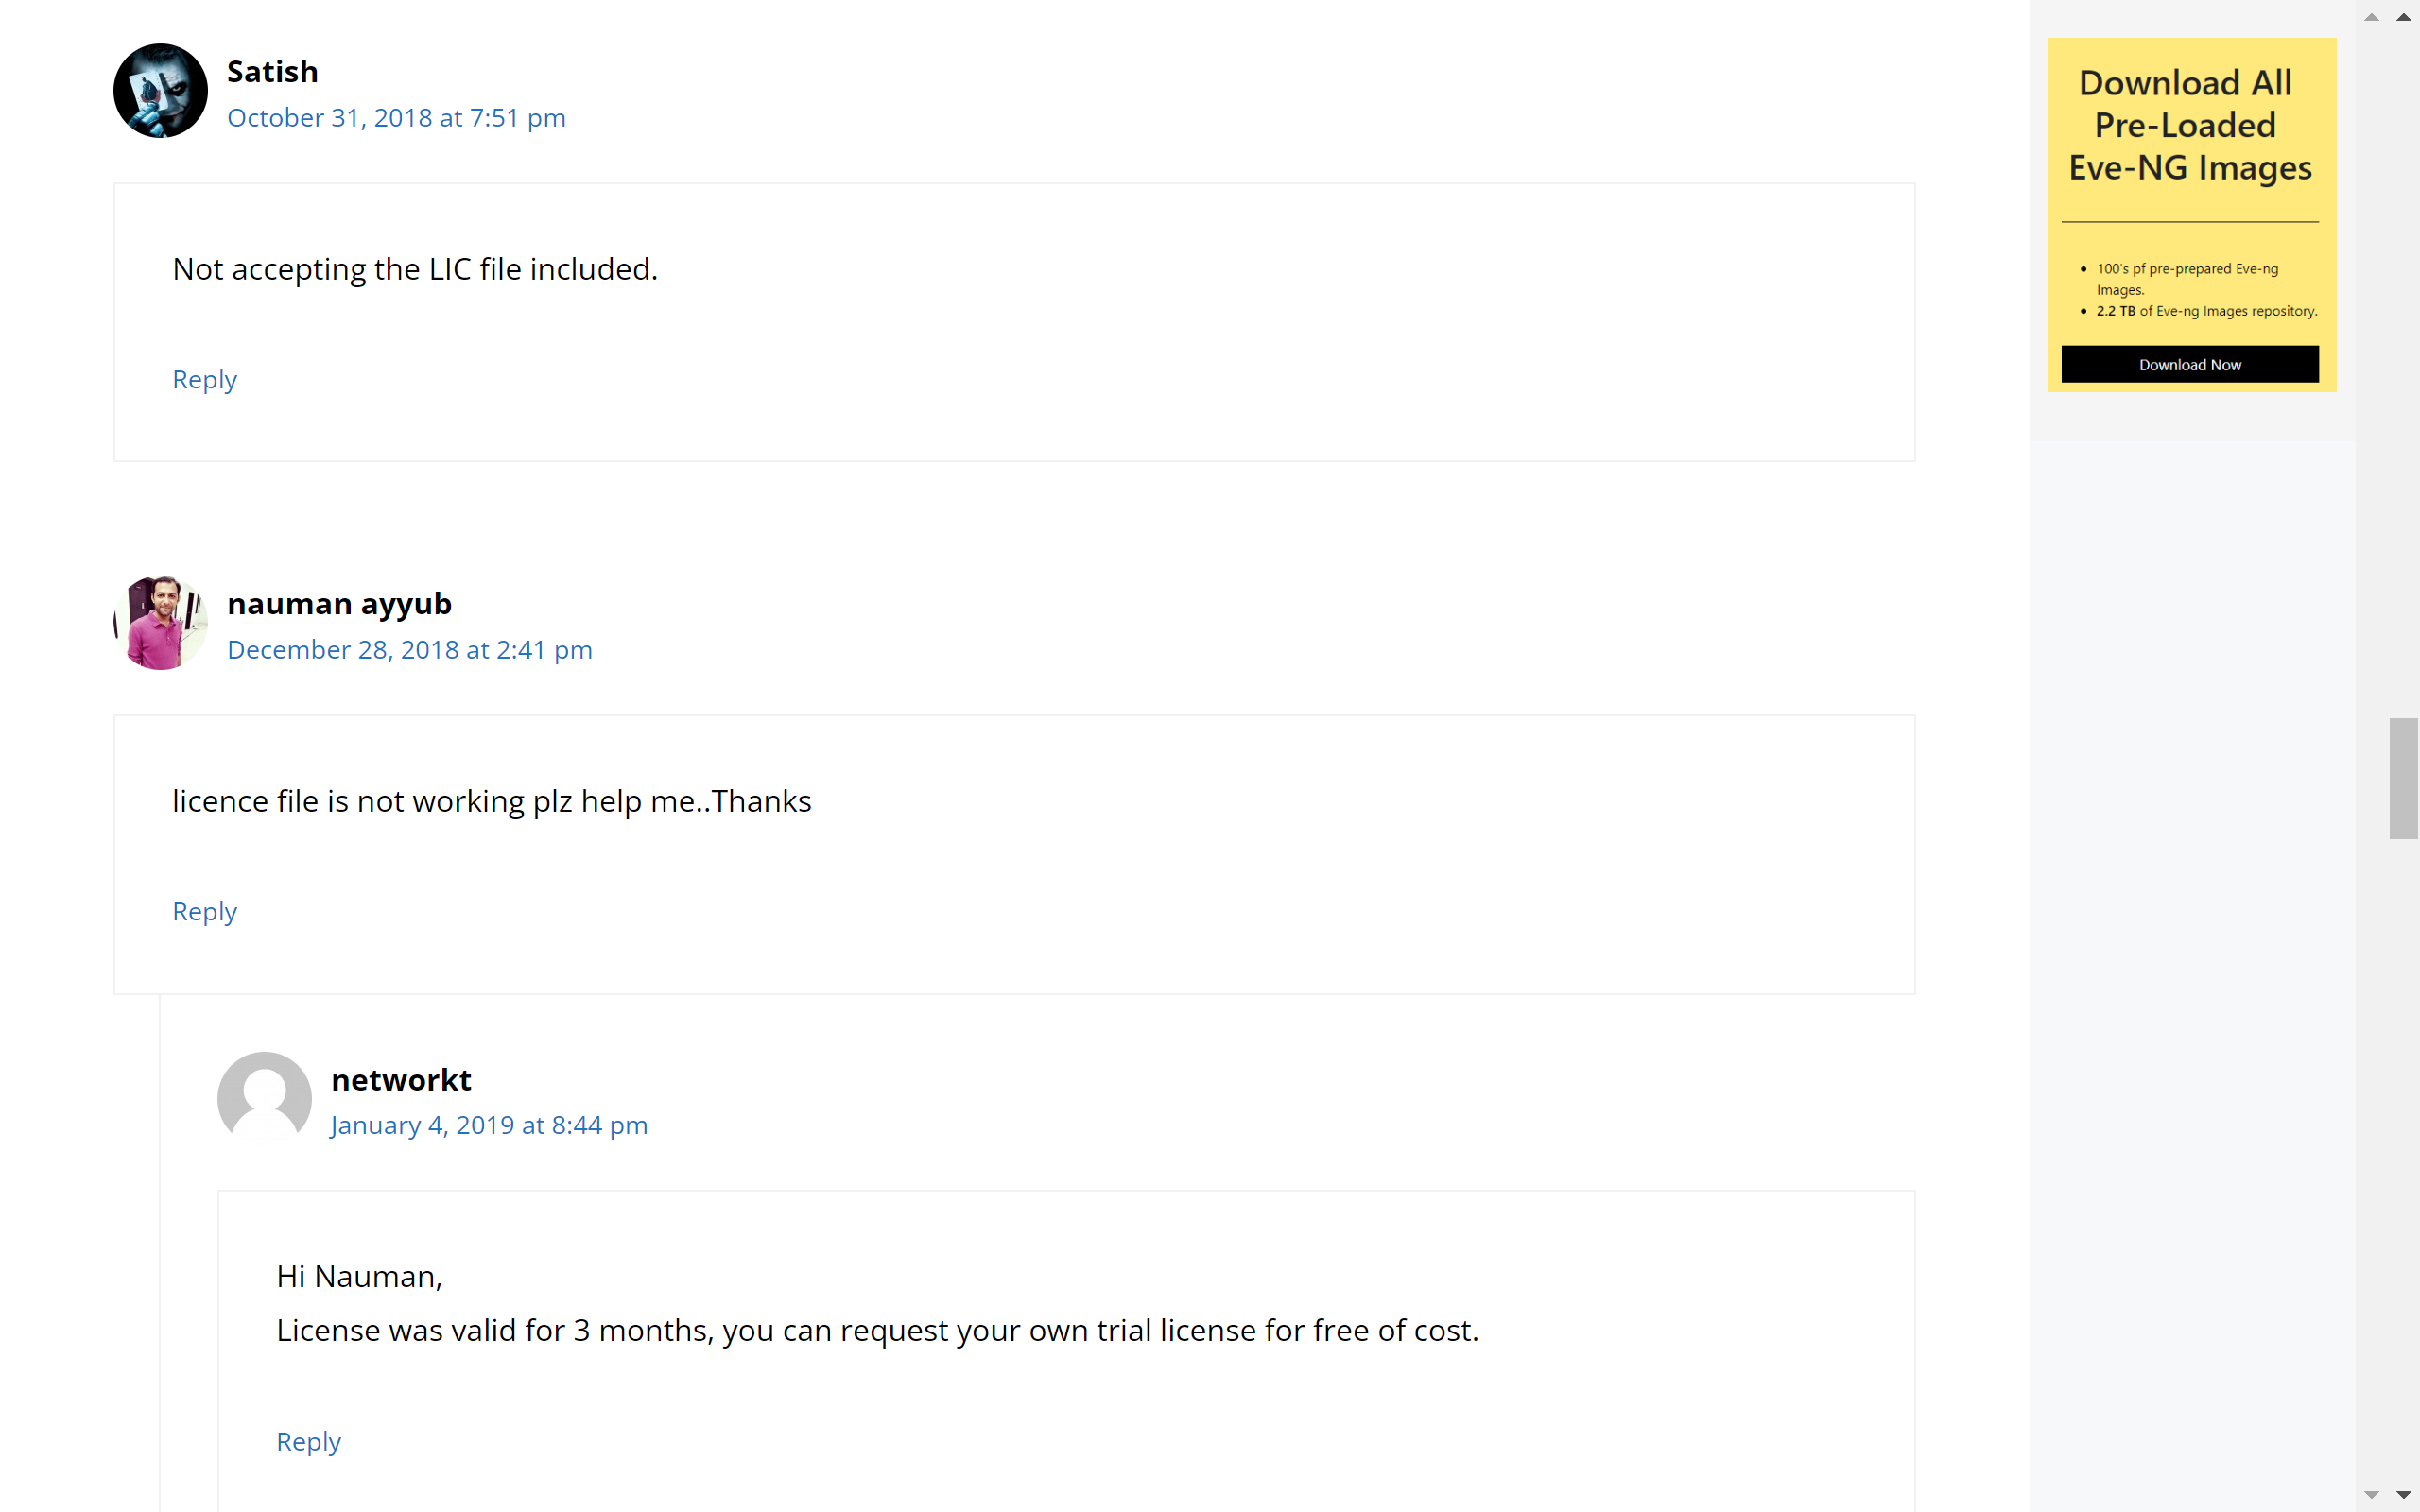 Satish
October 31, 2018 at 7:51 pm
Not accepting the LIC file included.
Reply
nauman ayyub
December 28, 2018 at 2:41 pm
licence file is not working plz help me..Thanks
Reply
networkt
January 4, 2019 at 8:44 pm
Hi Nauman,
License was valid for 3 months, you can request your own trial license for free of cost.
Reply
Download All
Pre-Loaded
Eve-NG Images
100's pf pre-prepared Eve-ng
Images.
2.2 TB of Eve-ng Images repository.
Download Now